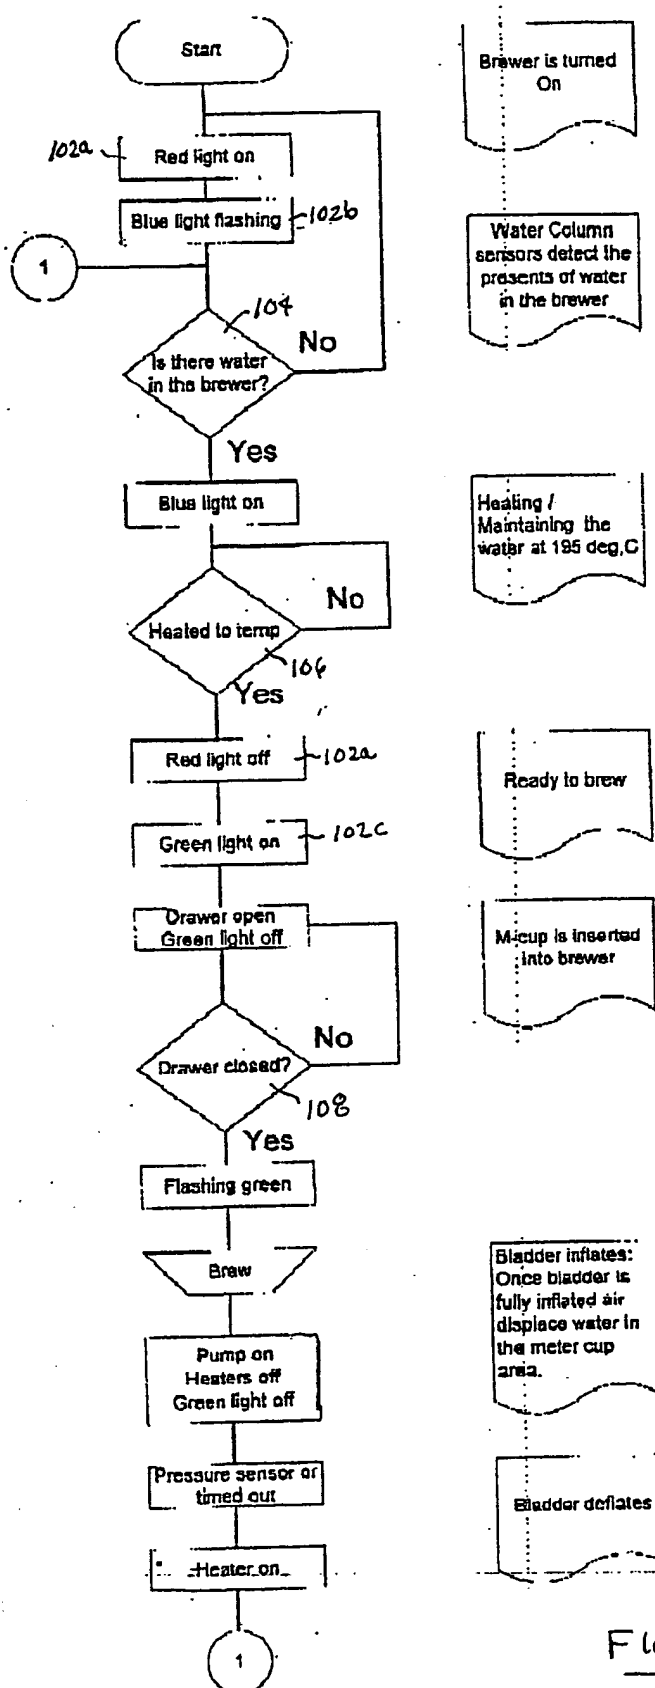 Start
Brewer is turned
On
102a
Red light on
Blue light flashing
102b
1
Water Column
sensors detect the
presents of water
in the brewer
104
Is there water
in the brewer?
No
Yes
Blue light on
Heating /
Maintaining the
water at 195 deg,C
Heated to temp
No
106
Yes
Red light off
102a
Ready to brew
Green light on
102c
Drawer open
Green light off
M-cup is inserted
into brewer
Drawer closed?
No
108
Yes
Flashing green
Brew
Bladder inflates:
Once bladder is
fully inflated air
displace water in
the meter cup
area.
Pump on
Heaters off
Green light off
Pressure sensor or
timed out
Bladder deflates
Heater on
1